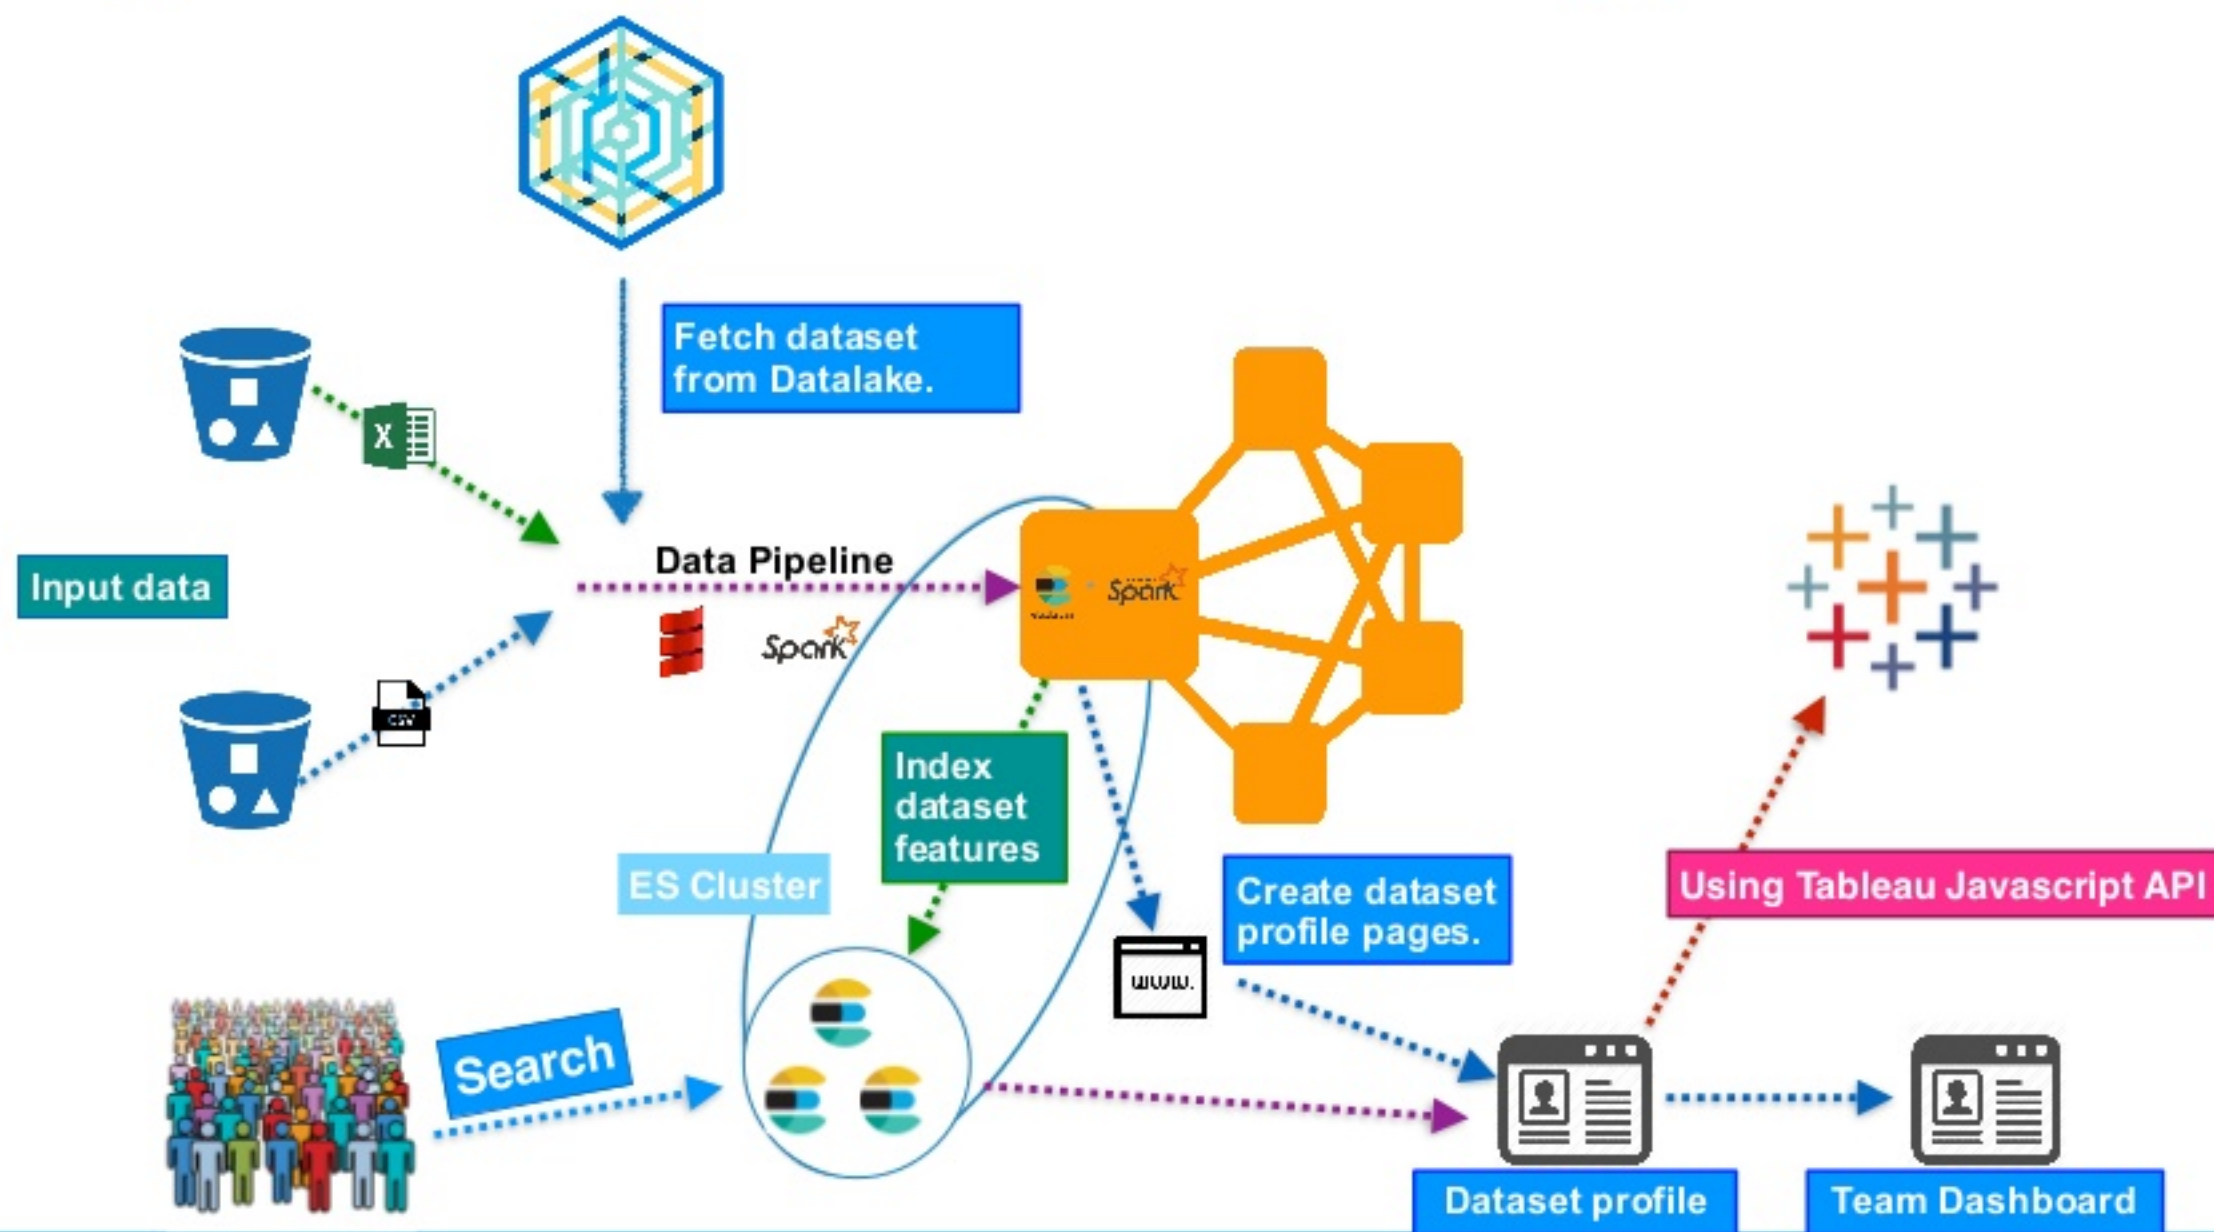 Fetch dataset
from Datalake.
X
Input data
Data Pipeline
Spark
Spark
CSV
Index
dataset
features
ES Cluster
Create dataset
profile pages.
Using Tableau Javascript API
www.
Search
Dataset profile
Team Dashboard